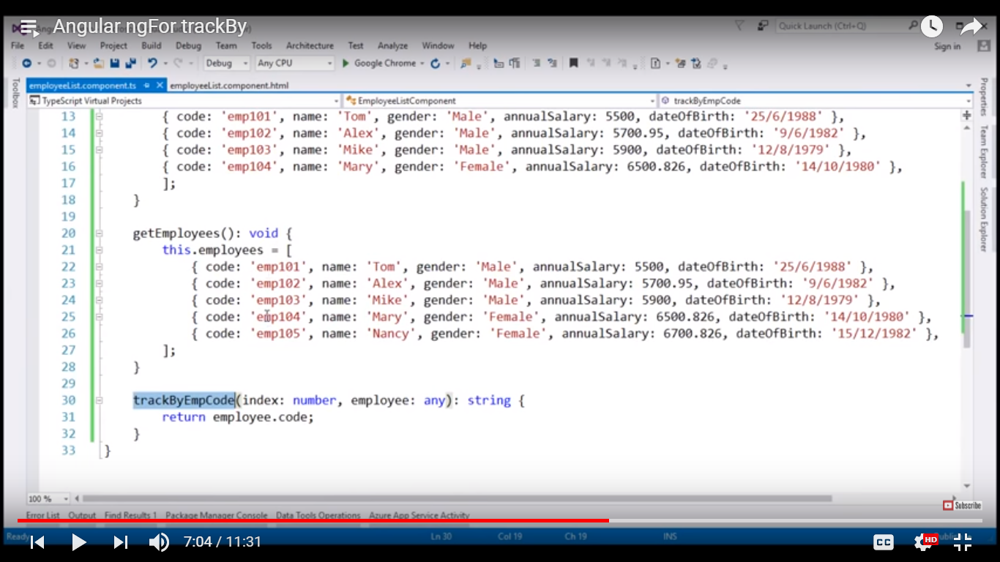 Angular ngFor trackBy
Quick Launch (Ctrl+Q)
File Edit View Project Build Debug Team Tools Architecture Test Analyze Window Help
Sign in
Debug Any CPU Google Chrome
Toolbox
employeeList.component.ts employeeList.component.html
TypeScript Virtual Projects EmployeeListComponent trackByEmpCode
13 { code: 'emp101', name: 'Tom', gender: 'Male', annualSalary: 5500, dateOfBirth: '25/6/1988' },
14 { code: 'emp102', name: 'Alex', gender: 'Male', annualSalary: 5700.95, dateOfBirth: '9/6/1982' },
15 { code: 'emp103', name: 'Mike', gender: 'Male', annualSalary: 5900, dateOfBirth: '12/8/1979' },
16 { code: 'emp104', name: 'Mary', gender: 'Female', annualSalary: 6500.826, dateOfBirth: '14/10/1980' },
17 ];
18 }
19
20 getEmployees(): void {
21 this.employees = [
22 { code: 'emp101', name: 'Tom', gender: 'Male', annualSalary: 5500, dateOfBirth: '25/6/1988' },
23 { code: 'emp102', name: 'Alex', gender: 'Male', annualSalary: 5700.95, dateOfBirth: '9/6/1982' },
24 { code: 'emp103', name: 'Mike', gender: 'Male', annualSalary: 5900, dateOfBirth: '12/8/1979' },
25 { code: 'emp104', name: 'Mary', gender: 'Female', annualSalary: 6500.826, dateOfBirth: '14/10/1980' },
26 { code: 'emp105', name: 'Nancy', gender: 'Female', annualSalary: 6700.826, dateOfBirth: '15/12/1982' },
27 ];
28 }
29
30 trackByEmpCode(index: number, employee: any): string {
31 return employee.code;
32 }
33 }
Properties
Team Explorer
Solution Explorer
100 %
Subscribe
Error List Output Find Results 1 Package Manager Console Data Tools Operations Azure App Service Activity
Ready Ln 30 Col 19 Ch 19 INS
7:04 / 11:31
CC
HD